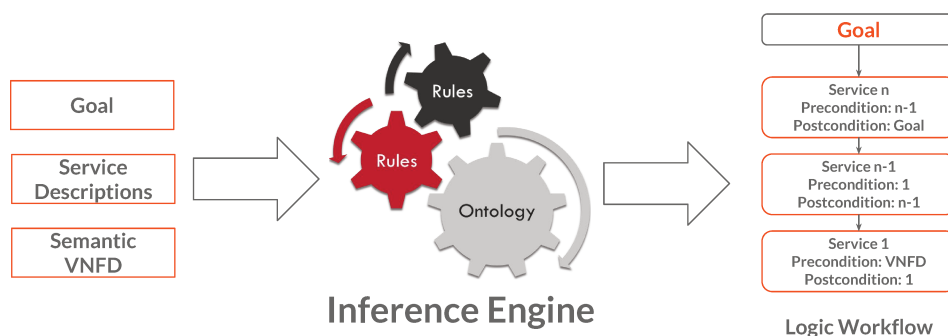 Goal
Service
Descriptions
Semantic
VNFD
Rules
Rules
Ontology
Inference Engine
Goal
Service n
Precondition: n-1
Postcondition: Goal
Service n-1
Precondition: 1
Postcondition: n-1
Service 1
Precondition: VNFD
Postcondition: 1
Logic Workflow